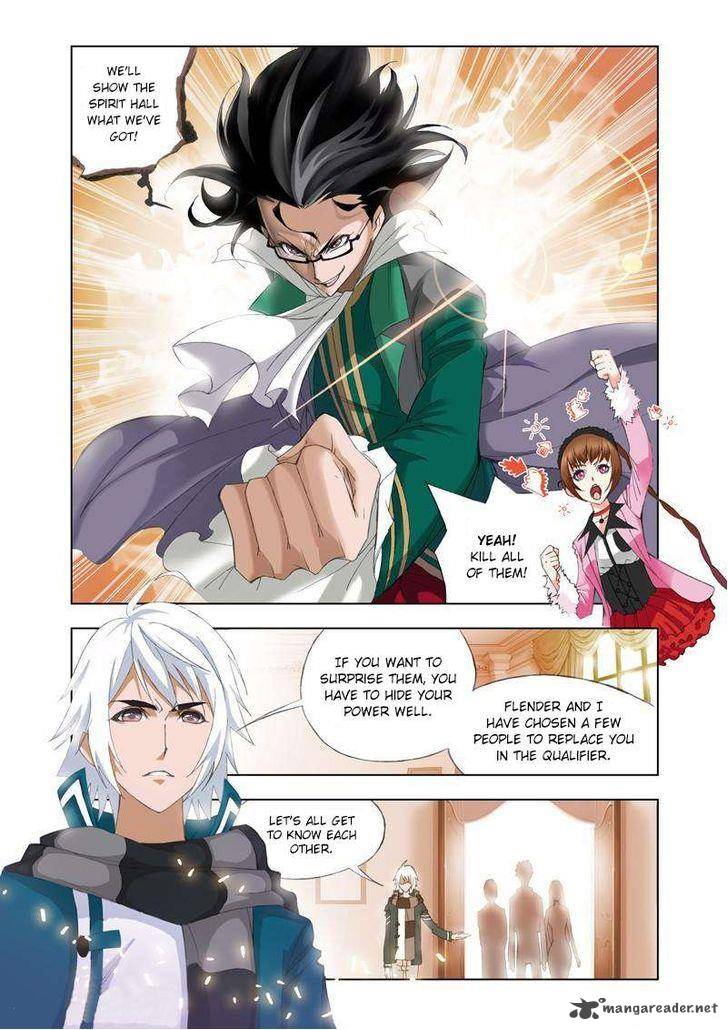 WE'LL
SHOW THE
SPIRIT HALL
WHAT WE'VE
GOT!
YEAH!
KILL ALL
OF THEM!
IF YOU WANT TO
SURPRISE THEM, YOU
HAVE TO HIDE YOUR
POWER WELL.
FLENDER AND I
HAVE CHOSEN A FEW
PEOPLE TO REPLACE YOU
IN THE QUALIFIER.
LET'S ALL GET
TO KNOW EACH
OTHER.
mangareader.net